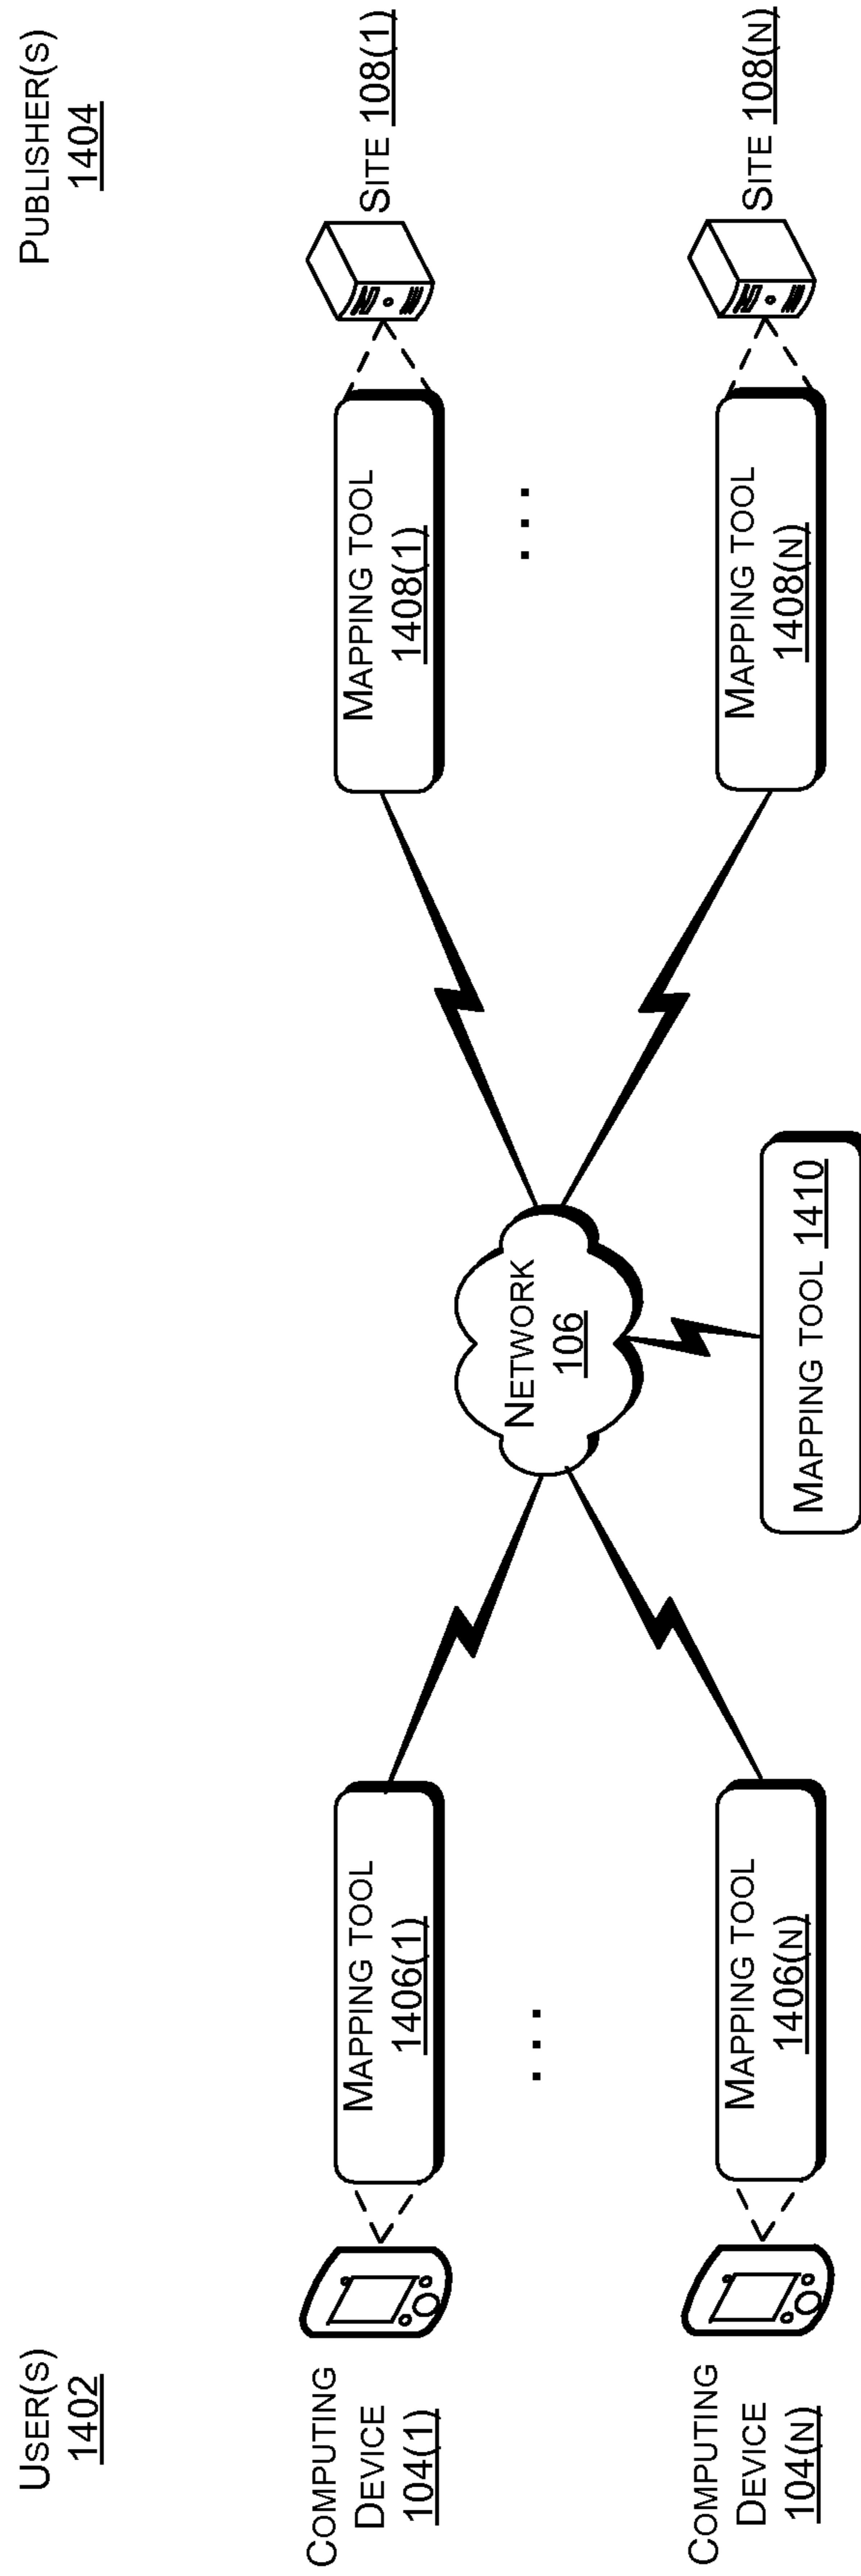 USER(S)
1402
PUBLISHER(S)
1404
COMPUTING
DEVICE
104(1)
MAPPING TOOL
1406(1)
MAPPING TOOL
1408(1)
SITE 108(1)
. . .
NETWORK
106
. . .
COMPUTING
DEVICE
104(N)
MAPPING TOOL
1406(N)
MAPPING TOOL
1408(N)
SITE 108(N)
MAPPING TOOL 1410